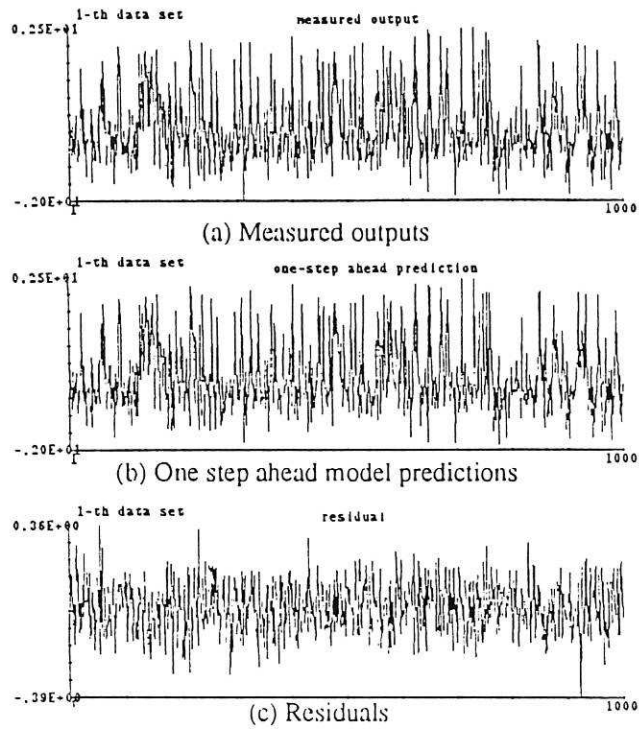 1-th data set measured output
0.25E+01
-.20E+01
1 1000
(a) Measured outputs
1-th data set one-step ahead prediction
0.25E+01
-.20E+01
1 1000
(b) One step ahead model predictions
1-th data set residual
0.36E+00
-.39E+00
1 1000
(c) Residuals